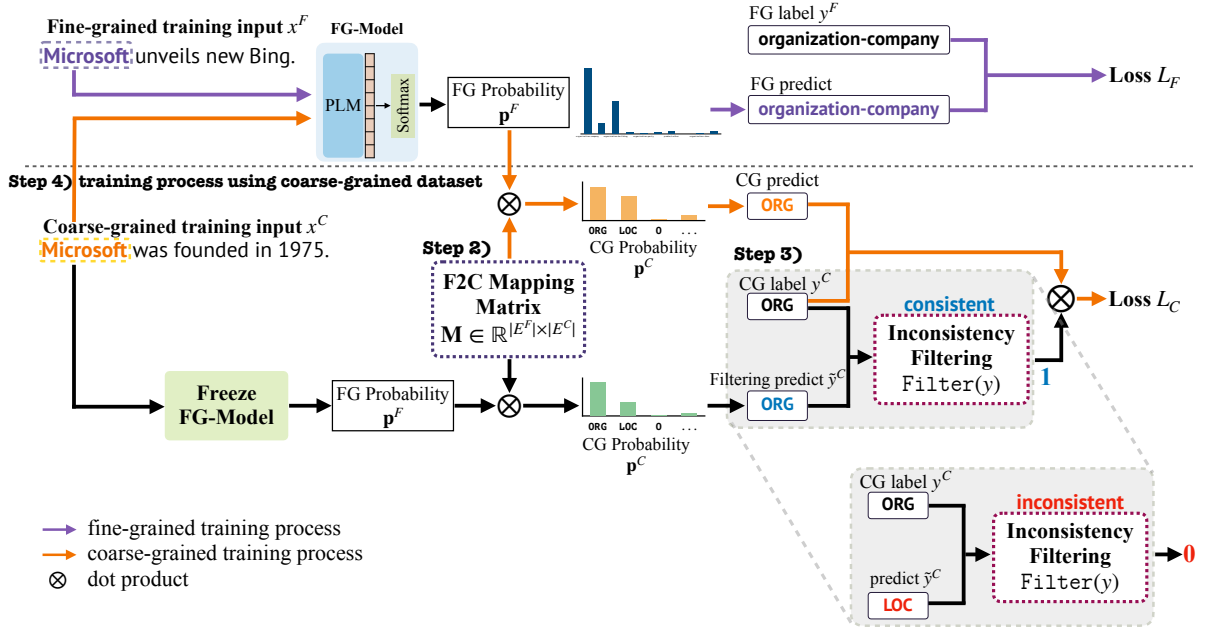 Fine-grained training input x^F
Microsoft unveils new Bing.
FG-Model
PLM
Softmax
FG Probability
p^F
FG label y^F
organization-company
FG predict
organization-company
Loss L_F
Step 4) training process using coarse-grained dataset
Coarse-grained training input x^C
Microsoft was founded in 1975.
Step 2)
F2C Mapping
Matrix
M ∈ ℝ^{|E^F|×|E^C|}
ORG LOC O ...
CG Probability
p^C
CG predict
ORG
Step 3)
CG label y^C
ORG
consistent
Inconsistency
Filtering
Filter(y)
1
Loss L_C
Filtering predict ỹ^C
ORG
Freeze
FG-Model
FG Probability
p^F
ORG LOC O ...
CG Probability
p^C
CG label y^C
ORG
inconsistent
Inconsistency
Filtering
Filter(y)
0
predict ỹ^C
LOC
fine-grained training process
coarse-grained training process
dot product